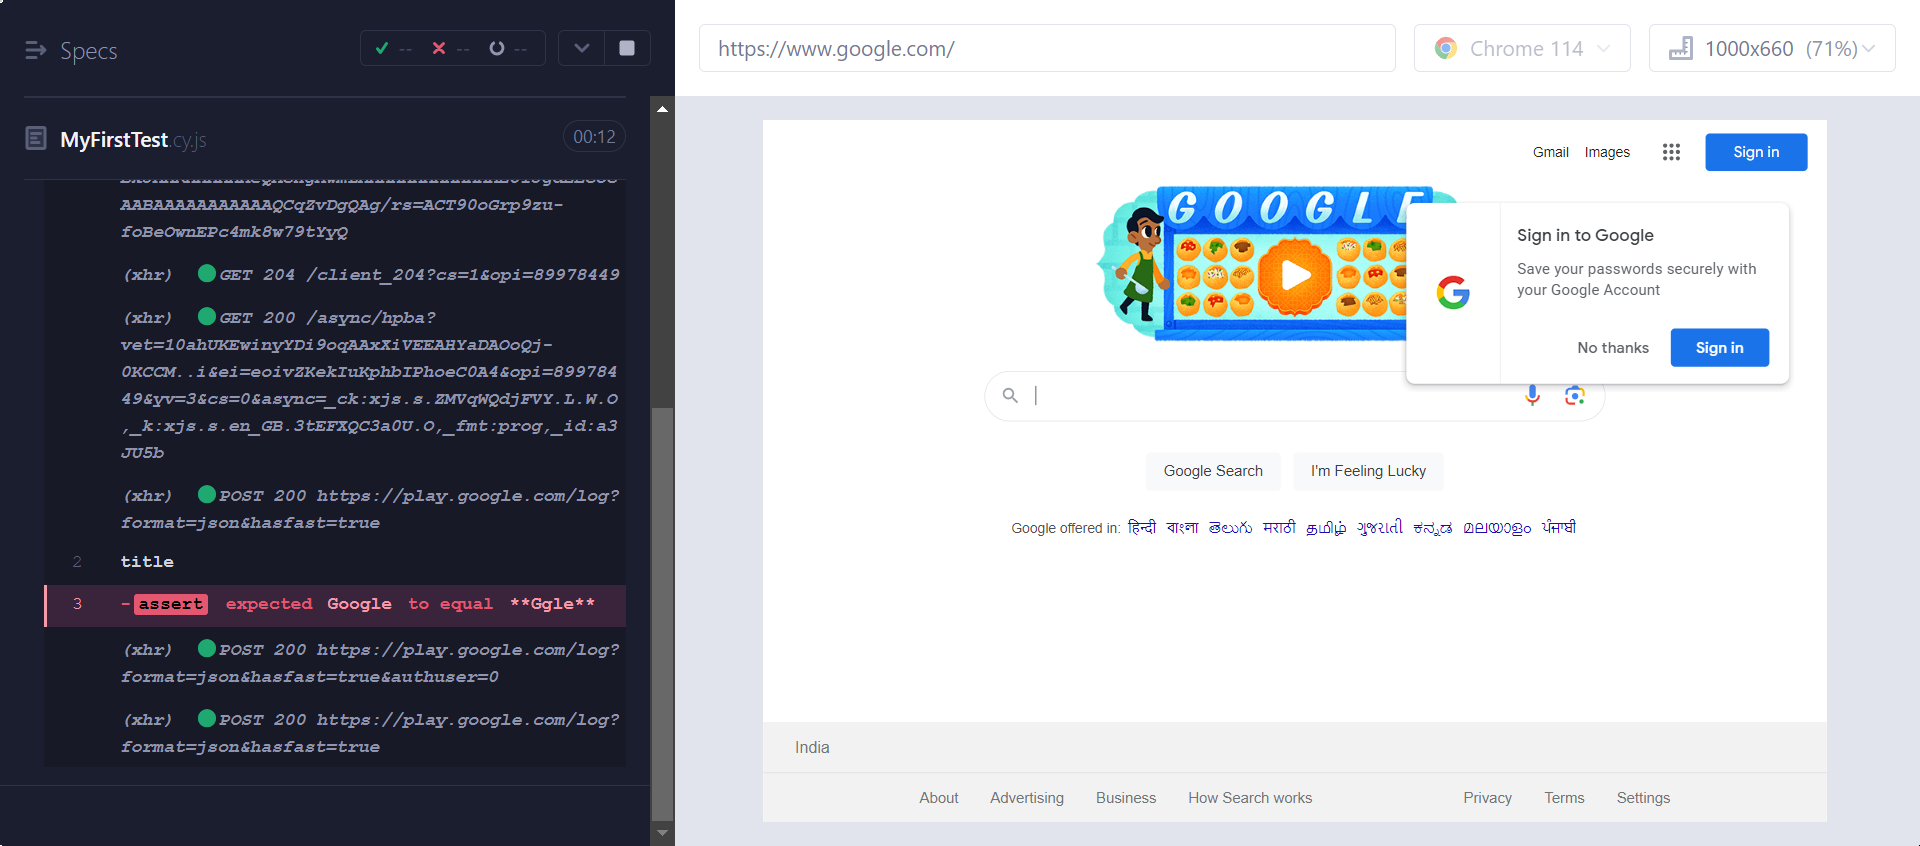 Specs
-- -- --
MyFirstTest.cy.js
00:12
AABAAAAAAAAAAAQCqZvDgQAg/rs=ACT90oGrp9zu-
foBeOwnEPc4mk8w79tYyQ
(xhr) GET 204 /client_204?cs=1&opi=89978449
(xhr) GET 200 /async/hpba?
vet=10ahUKEwinyYDi9oqAAxXiVEEAHYaDAOoQj-
0KCCM..i&ei=eoivZKekIuKphbIPhoeC0A4&opi=899784
49&yv=3&cs=0&async=_ck:xjs.s.ZMVqWQdjFVY.L.W.O
,_k:xjs.s.en_GB.3tEFXQC3a0U.O,_fmt:prog,_id:a3
JU5b
(xhr) POST 200 https://play.google.com/log?
format=json&hasfast=true
2 title
3 -assert expected Google to equal **Ggle**
(xhr) POST 200 https://play.google.com/log?
format=json&hasfast=true&authuser=0
(xhr) POST 200 https://play.google.com/log?
format=json&hasfast=true
https://www.google.com/
Chrome 114
1000x660 (71%)
Gmail Images Sign in
GOOGLE
Sign in to Google
Save your passwords securely with
your Google Account
No thanks Sign in
Google Search I'm Feeling Lucky
Google offered in: हिन्दी বাংলা తెలుగు मराठी தமிழ் ગુજરાતી ಕನ್ನಡ മലയാളം ਪੰਜਾਬੀ
India
About Advertising Business How Search works Privacy Terms Settings